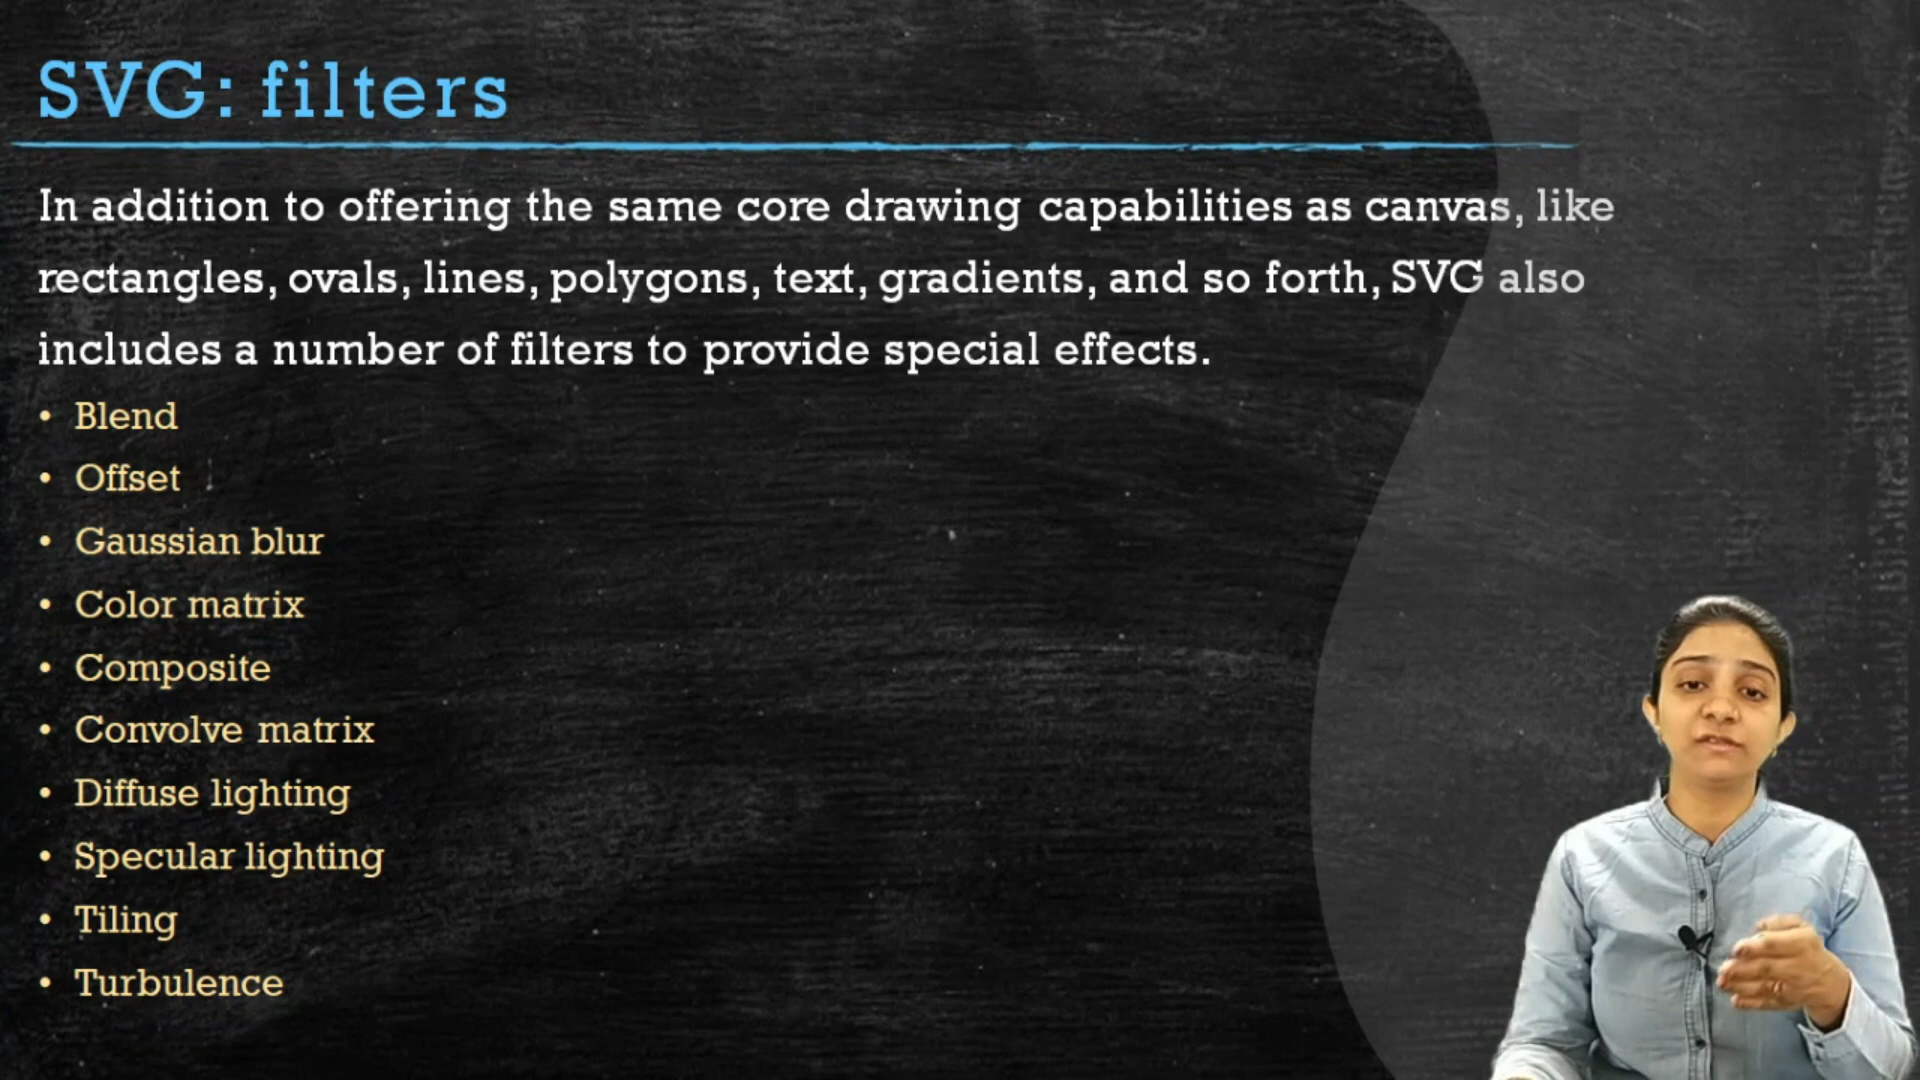 SVG: filters
In addition to offering the same core drawing capabilities as canvas, like
rectangles, ovals, lines, polygons, text, gradients, and so forth, SVG also
includes a number of filters to provide special effects.
• Blend
• Offset
• Gaussian blur
• Color matrix
• Composite
• Convolve matrix
• Diffuse lighting
• Specular lighting
• Tiling
• Turbulence